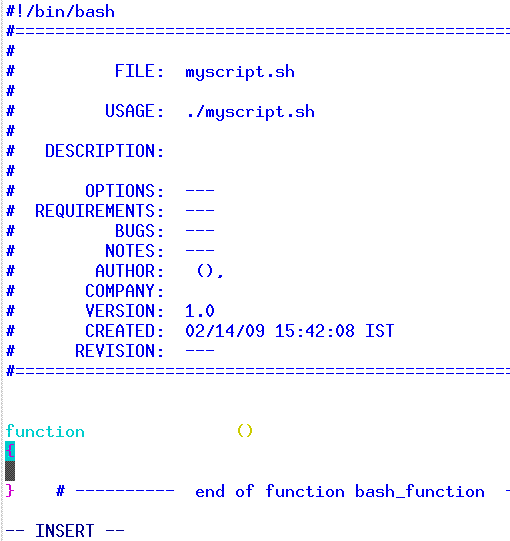 #!/bin/bash
#==================================================
#
#          FILE:  myscript.sh
#
#         USAGE:  ./myscript.sh
#
#   DESCRIPTION:
#
#       OPTIONS:  ---
#  REQUIREMENTS:  ---
#          BUGS:  ---
#         NOTES:  ---
#        AUTHOR:   (),
#       COMPANY:
#       VERSION:  1.0
#       CREATED:  02/14/09 15:42:08 IST
#      REVISION:  ---
#==================================================
function               ()
{
}    # ----------  end of function bash_function  -
-- INSERT --